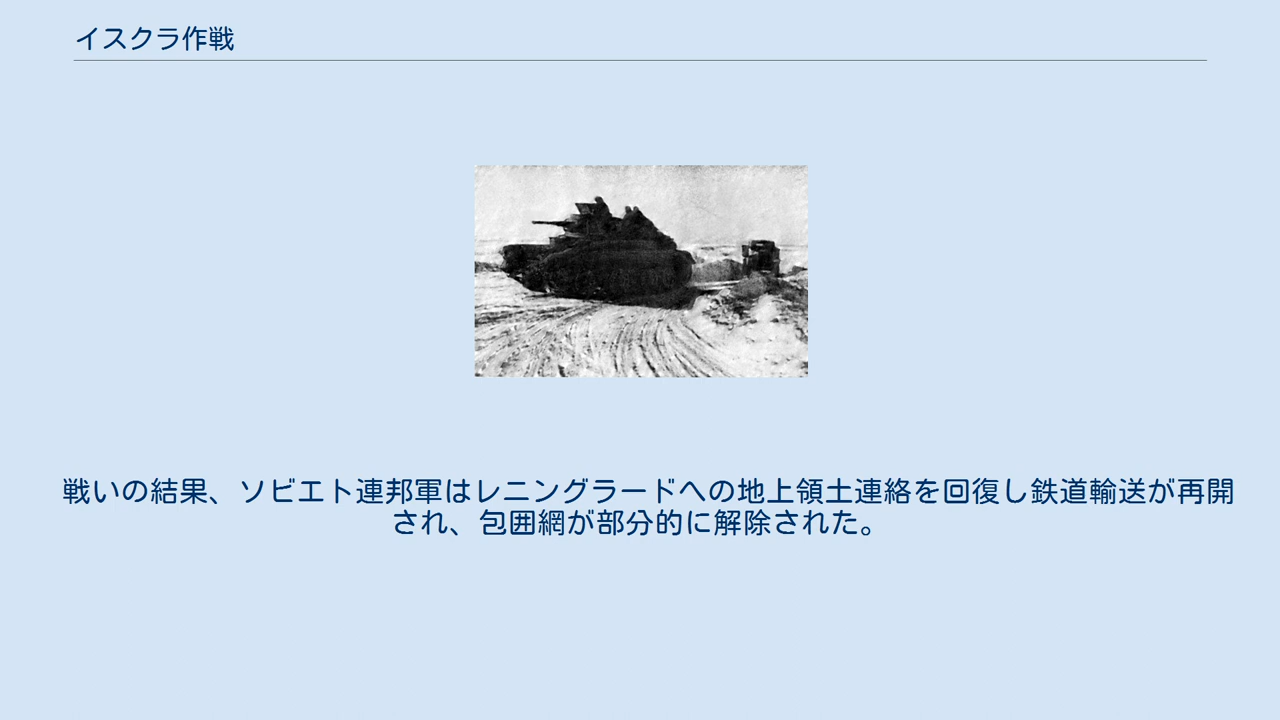 イスクラ作戦
戦いの結果、ソビエト連邦軍はレニングラードへの地上領土連絡を回復し鉄道輸送が再開
され、包囲網が部分的に解除された。